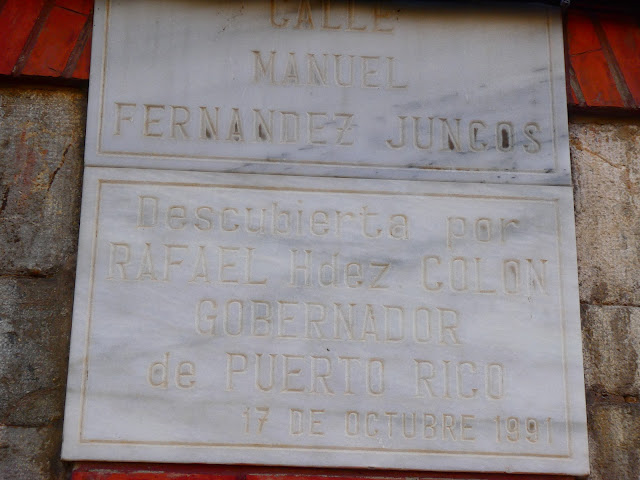 CALLE
MANUEL
FERNANDEZ JUNCOS
Descubierta por
RAFAEL Hdez COLON
GOBERNADOR
de PUERTO RICO
17 DE OCTUBRE 1991